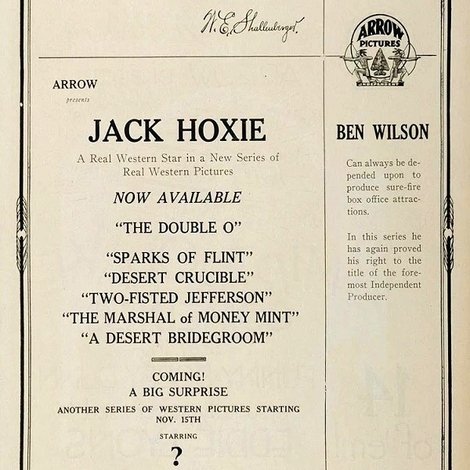 W.E. Shallenberger.
ARROW
PICTURES
ARROW
presents
JACK HOXIE
A Real Western Star in a New Series of
Real Western Pictures
NOW AVAILABLE
"THE DOUBLE O"
"SPARKS OF FLINT"
"DESERT CRUCIBLE"
"TWO-FISTED JEFFERSON"
"THE MARSHAL of MONEY MINT"
"A DESERT BRIDEGROOM"
COMING!
A BIG SURPRISE
ANOTHER SERIES OF WESTERN PICTURES STARTING
NOV. 15TH
STARRING
?
BEN WILSON
Can always be de-
pended upon to
produce sure-fire
box office attrac-
tions.
In this series he
has again proved
his right to the
title of the fore-
most Independent
Producer.